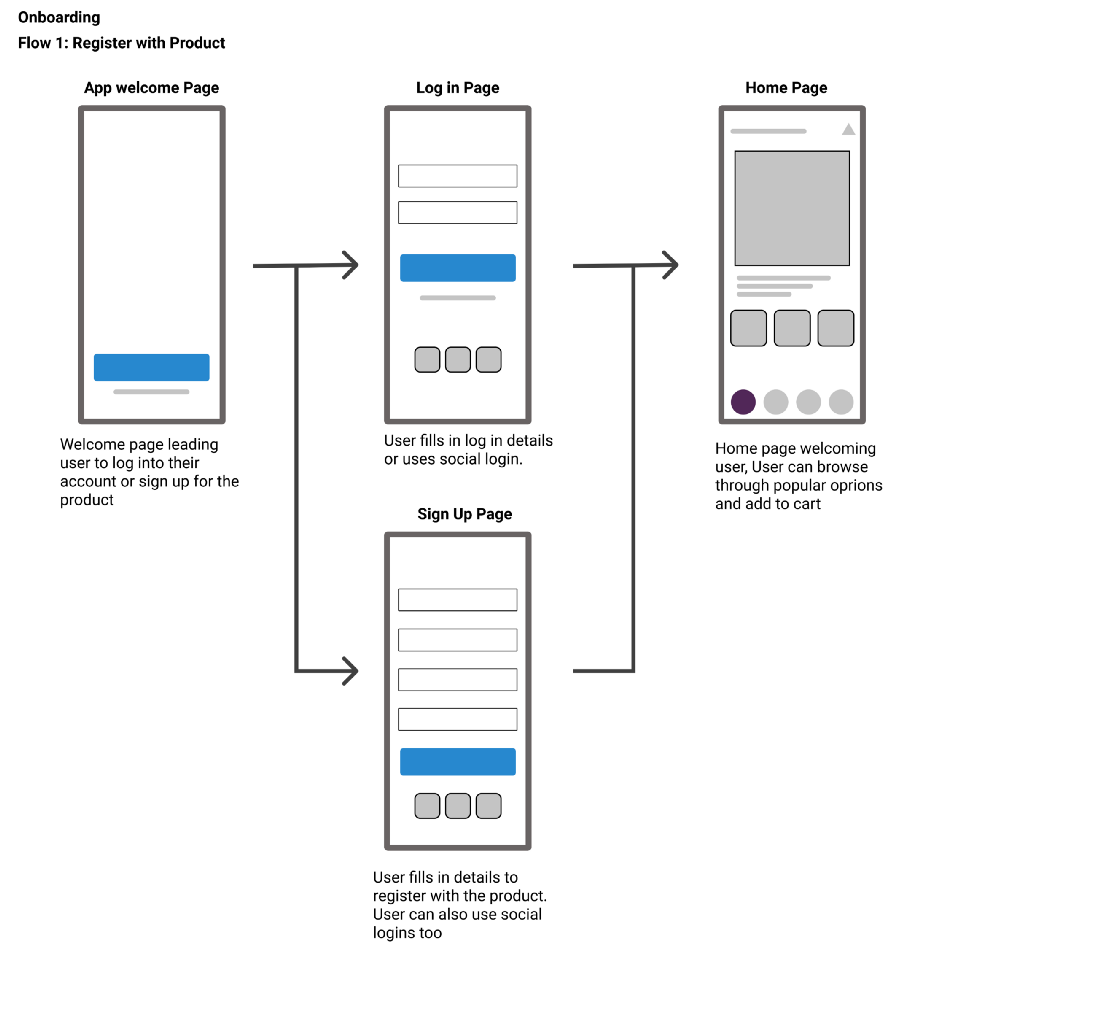 Onboarding
Flow 1: Register with Product
App welcome Page
Log in Page
Home Page
Welcome page leading
user to log into their
account or sign up for the
product
User fills in log in details
or uses social login.
Home page welcoming
user, User can browse
through popular oprions
and add to cart
Sign Up Page
User fills in details to
register with the product.
User can also use social
logins too